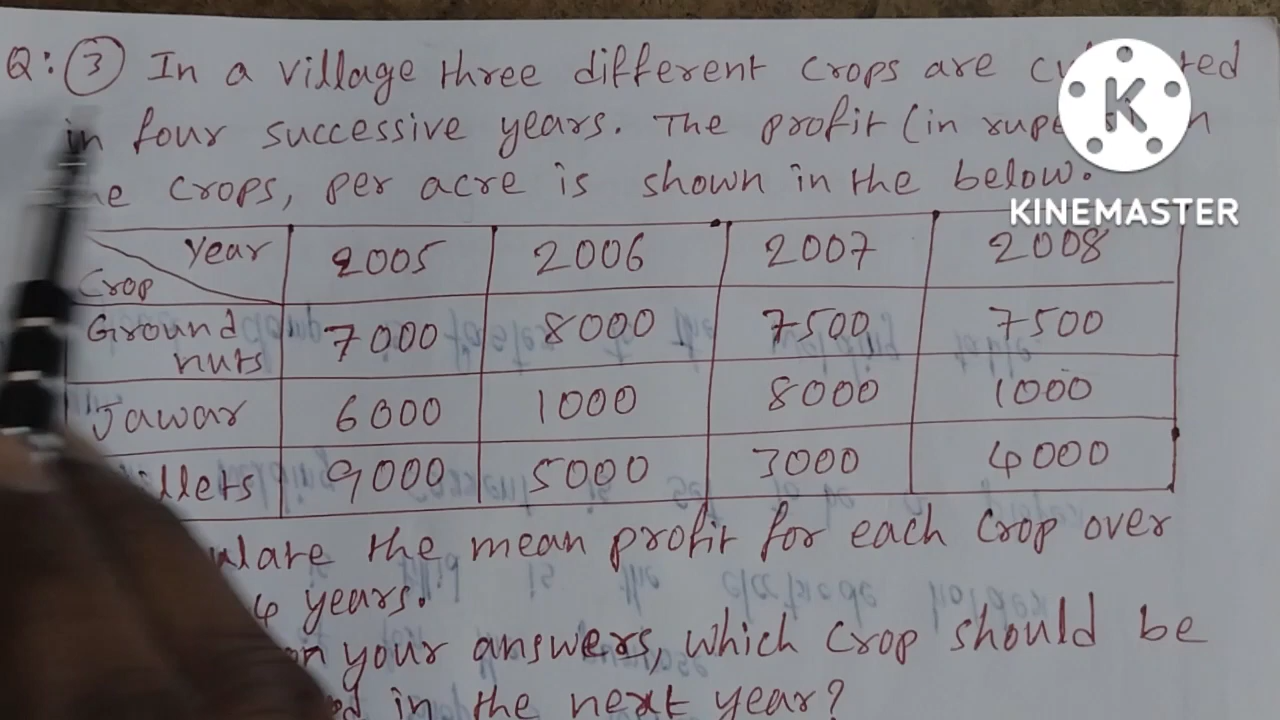 Q: 3 In a village three different crops are
in four successive years. The profit (in
crops, per acre is shown in the below.
KINEMASTER
Year 2005 2006 2007 2008
Crop
Ground nuts 7000 8000 7500 7500
Jawar 6000 1000 8000 1000
9000 5000 3000 4000
the mean profit for each crop over
4 years.
your answers, which crop should be
in the next year?